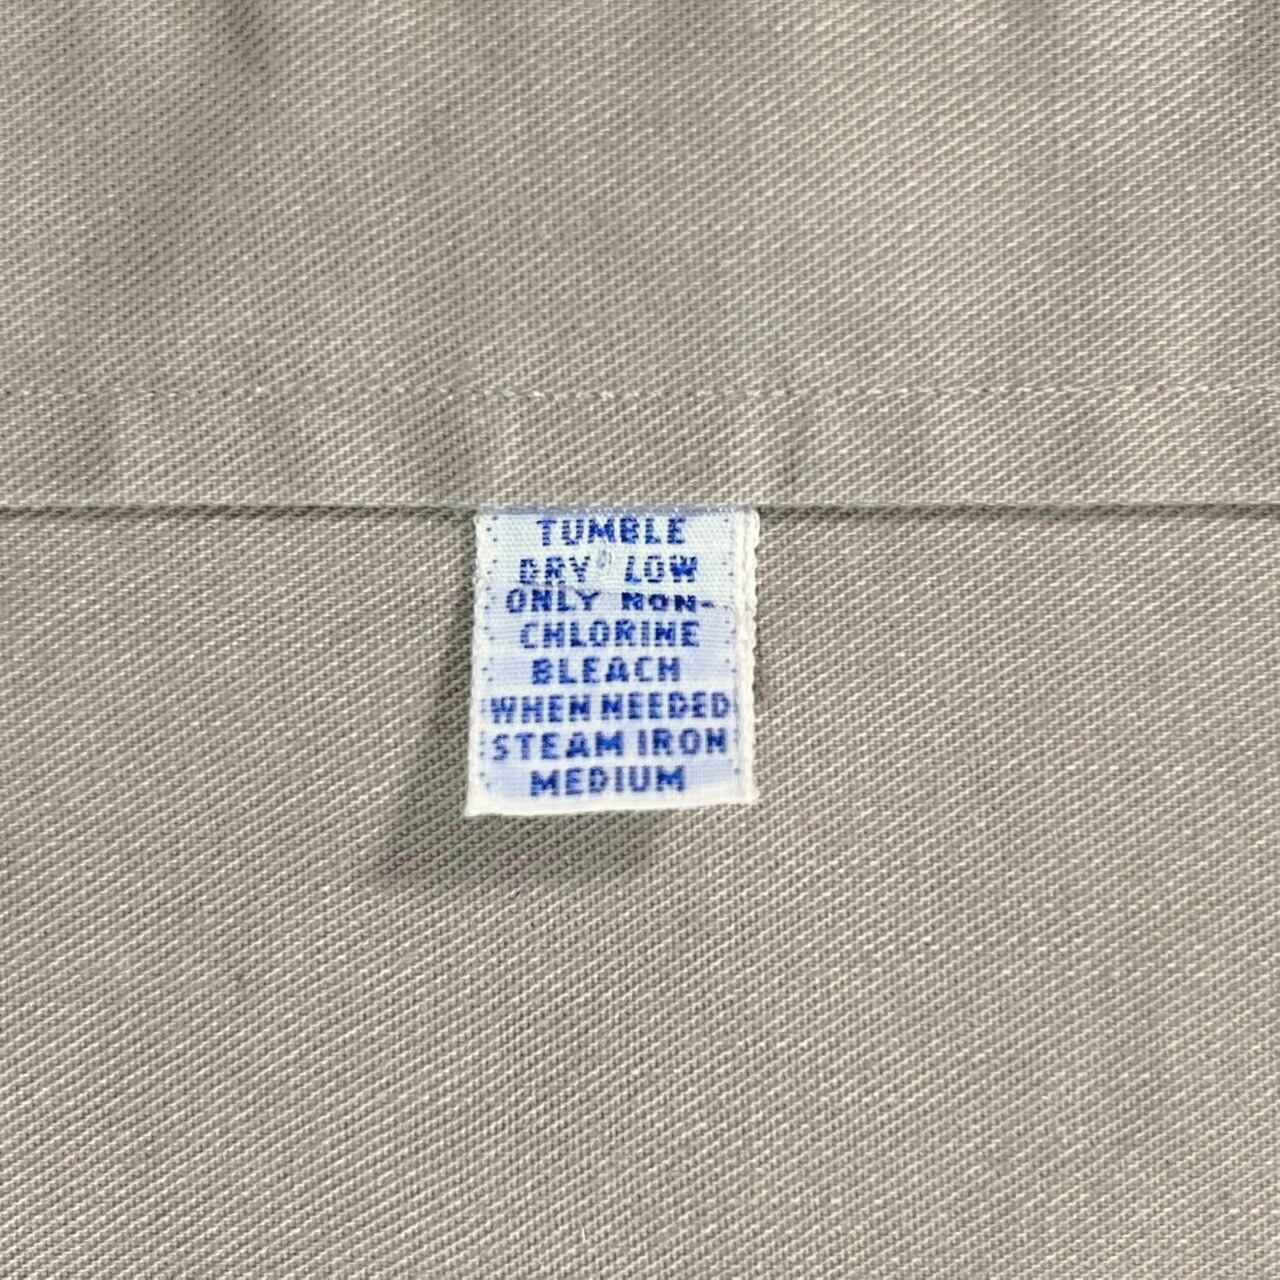 TUMBLE
DRY LOW
ONLY NON-
CHLORINE
BLEACH
WHEN NEEDED
STEAM IRON
MEDIUM